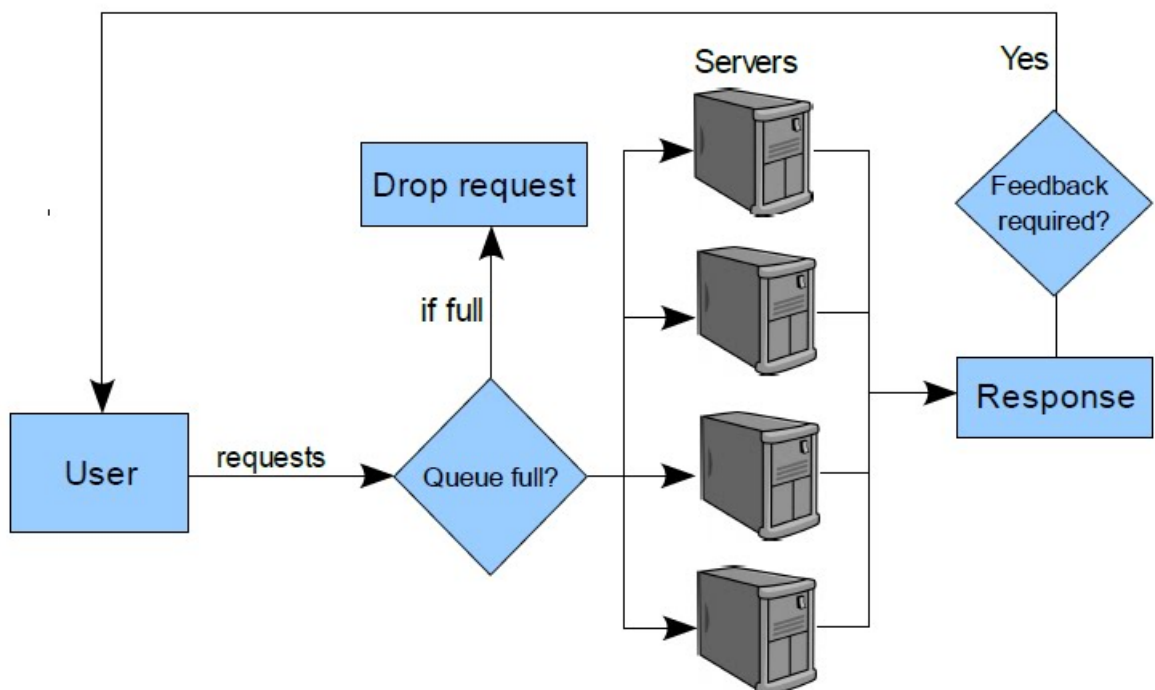 Servers
Yes
Drop request
Feedback
required?
if full
User
requests
Queue full?
Response